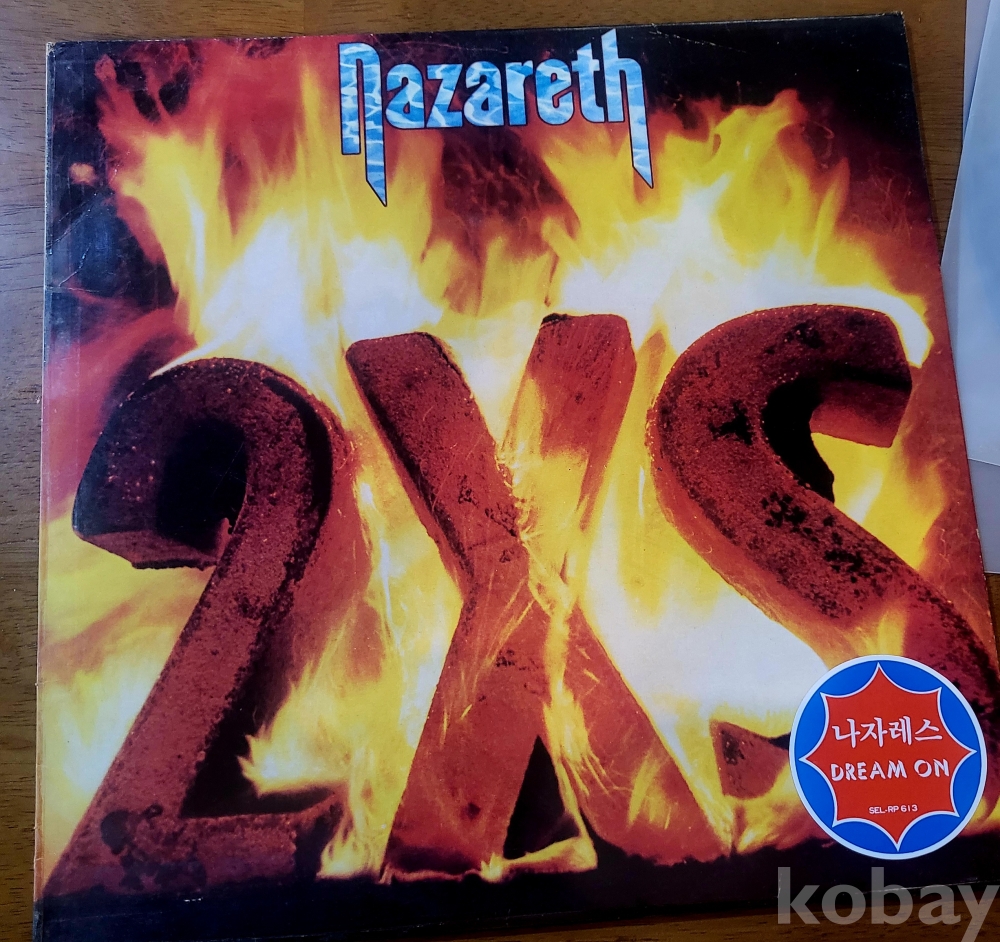 Nazareth
2XS
나자레스
DREAM ON
SEL-RP 613
kobay